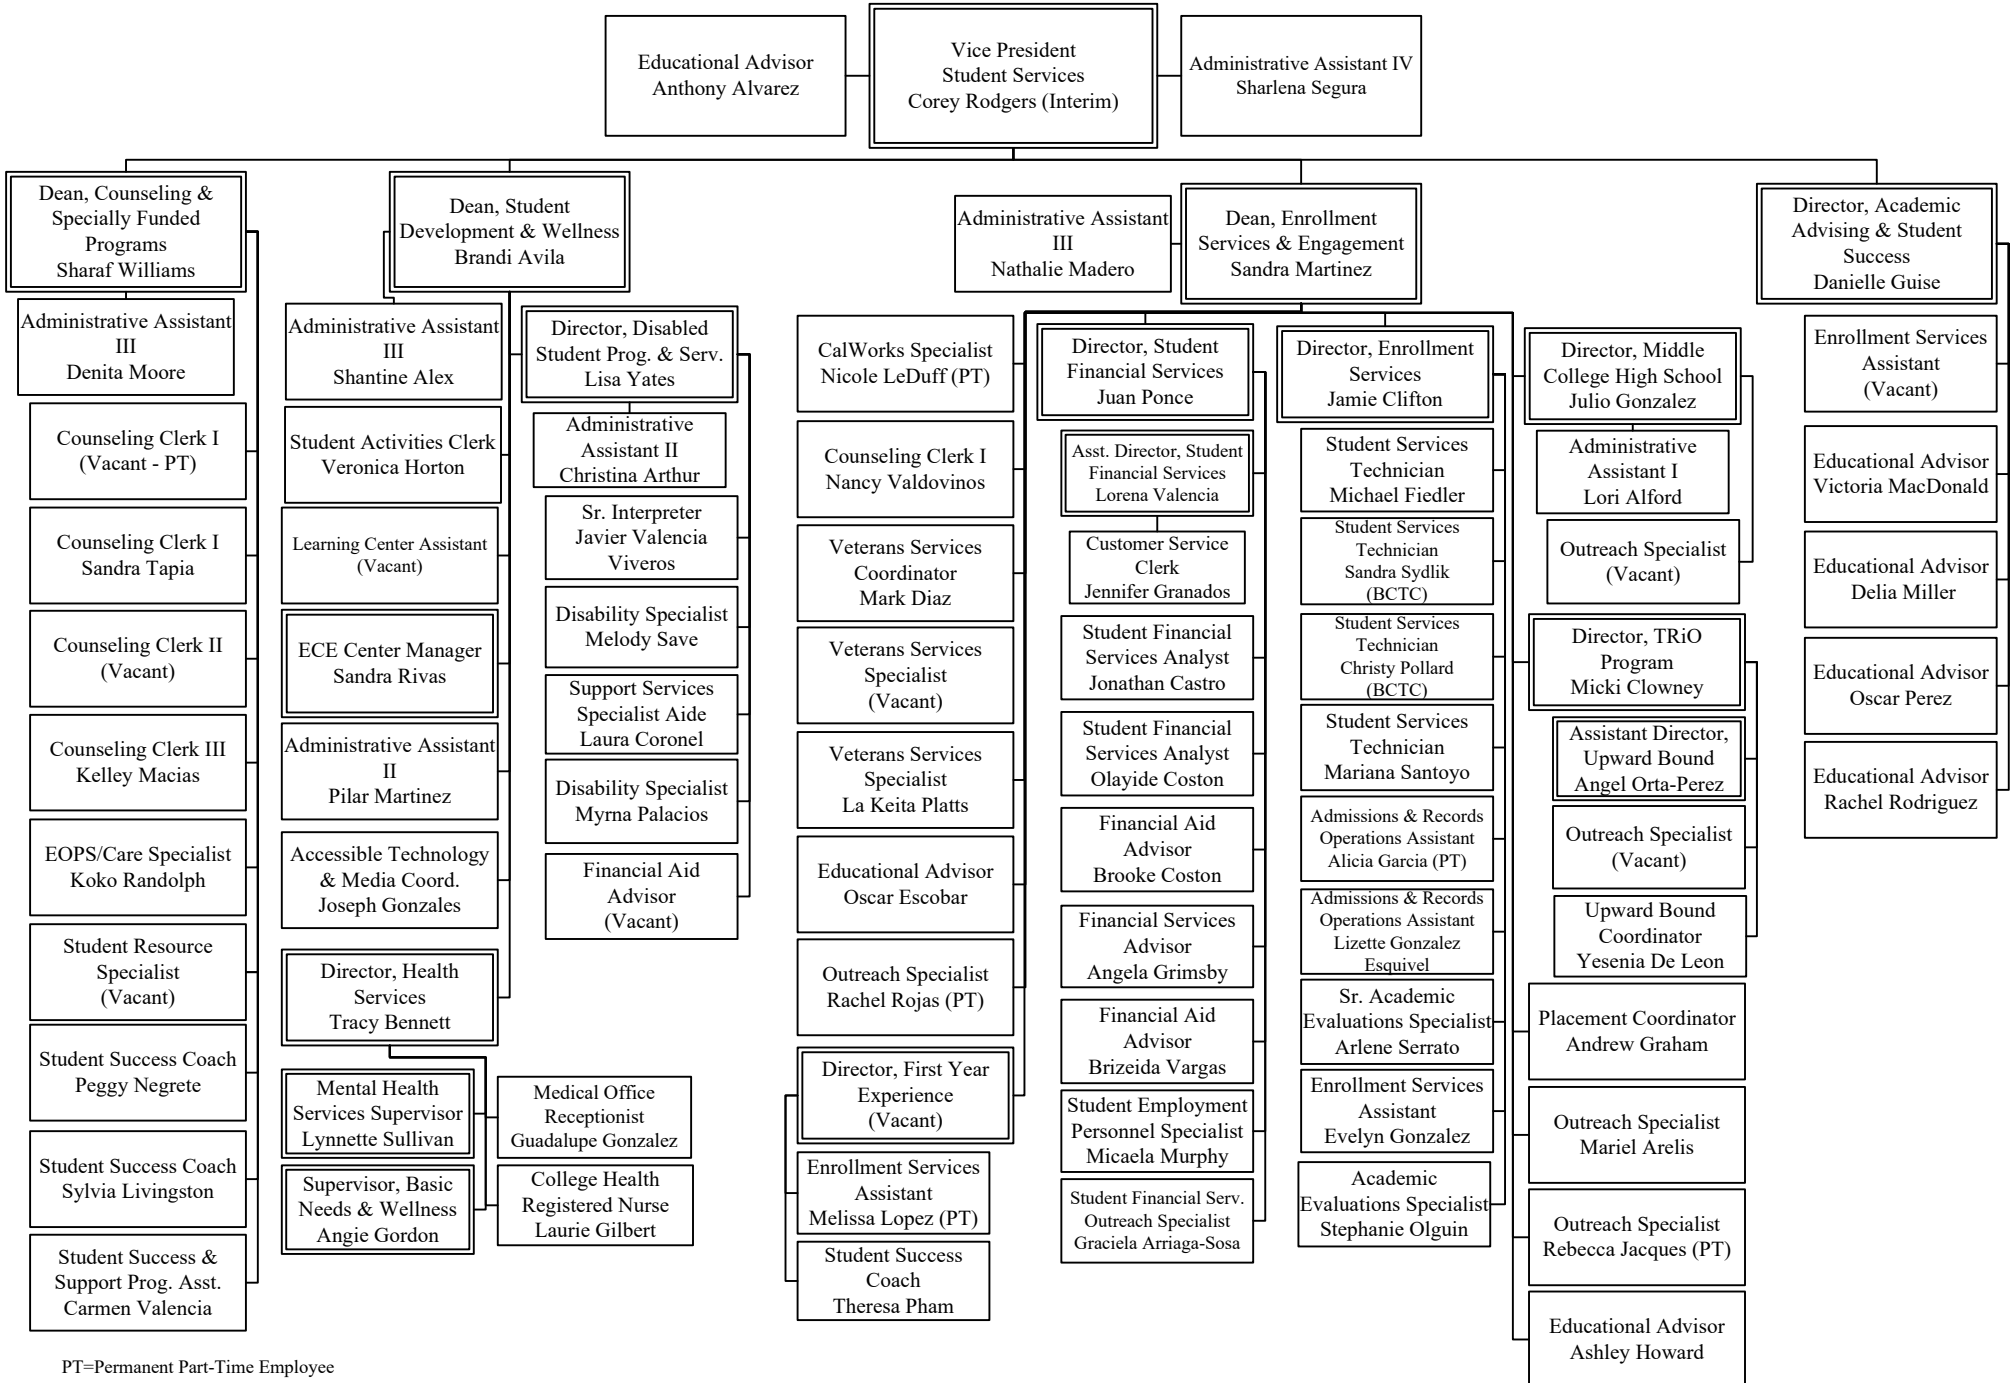 Educational Advisor
Anthony Alvarez
Vice President
Student Services
Corey Rodgers (Interim)
Administrative Assistant IV
Sharlena Segura
Dean, Counseling &
Specially Funded
Programs
Sharaf Williams
Administrative Assistant
III
Denita Moore
Counseling Clerk I
(Vacant - PT)
Counseling Clerk I
Sandra Tapia
Counseling Clerk II
(Vacant)
Counseling Clerk III
Kelley Macias
EOPS/Care Specialist
Koko Randolph
Student Resource
Specialist
(Vacant)
Student Success Coach
Peggy Negrete
Student Success Coach
Sylvia Livingston
Student Success &
Support Prog. Asst.
Carmen Valencia
Dean, Student
Development & Wellness
Brandi Avila
Administrative Assistant
III
Shantine Alex
Student Activities Clerk
Veronica Horton
Learning Center Assistant
(Vacant)
ECE Center Manager
Sandra Rivas
Administrative Assistant
II
Pilar Martinez
Accessible Technology
& Media Coord.
Joseph Gonzales
Director, Health
Services
Tracy Bennett
Mental Health
Services Supervisor
Lynnette Sullivan
Supervisor, Basic
Needs & Wellness
Angie Gordon
Medical Office
Receptionist
Guadalupe Gonzalez
College Health
Registered Nurse
Laurie Gilbert
Director, Disabled
Student Prog. & Serv.
Lisa Yates
Administrative
Assistant II
Christina Arthur
Sr. Interpreter
Javier Valencia
Viveros
Disability Specialist
Melody Save
Support Services
Specialist Aide
Laura Coronel
Disability Specialist
Myrna Palacios
Financial Aid
Advisor
(Vacant)
Administrative Assistant
III
Nathalie Madero
Dean, Enrollment
Services & Engagement
Sandra Martinez
CalWorks Specialist
Nicole LeDuff (PT)
Counseling Clerk I
Nancy Valdovinos
Veterans Services
Coordinator
Mark Diaz
Veterans Services
Specialist
(Vacant)
Veterans Services
Specialist
La Keita Platts
Educational Advisor
Oscar Escobar
Outreach Specialist
Rachel Rojas (PT)
Director, First Year
Experience
(Vacant)
Enrollment Services
Assistant
Melissa Lopez (PT)
Student Success
Coach
Theresa Pham
Director, Student
Financial Services
Juan Ponce
Asst. Director, Student
Financial Services
Lorena Valencia
Customer Service
Clerk
Jennifer Granados
Student Financial
Services Analyst
Jonathan Castro
Student Financial
Services Analyst
Olayide Coston
Financial Aid
Advisor
Brooke Coston
Financial Services
Advisor
Angela Grimsby
Financial Aid
Advisor
Brizeida Vargas
Student Employment
Personnel Specialist
Micaela Murphy
Student Financial Serv.
Outreach Specialist
Graciela Arriaga-Sosa
Director, Enrollment
Services
Jamie Clifton
Student Services
Technician
Michael Fiedler
Student Services
Technician
Sandra Sydlik
(BCTC)
Student Services
Technician
Christy Pollard
(BCTC)
Student Services
Technician
Mariana Santoyo
Admissions & Records
Operations Assistant
Alicia Garcia (PT)
Admissions & Records
Operations Assistant
Lizette Gonzalez
Esquivel
Sr. Academic
Evaluations Specialist
Arlene Serrato
Enrollment Services
Assistant
Evelyn Gonzalez
Academic
Evaluations Specialist
Stephanie Olguin
Director, Middle
College High School
Julio Gonzalez
Administrative
Assistant I
Lori Alford
Outreach Specialist
(Vacant)
Director, TRiO
Program
Micki Clowney
Assistant Director,
Upward Bound
Angel Orta-Perez
Outreach Specialist
(Vacant)
Upward Bound
Coordinator
Yesenia De Leon
Placement Coordinator
Andrew Graham
Outreach Specialist
Mariel Arelis
Outreach Specialist
Rebecca Jacques (PT)
Educational Advisor
Ashley Howard
Director, Academic
Advising & Student
Success
Danielle Guise
Enrollment Services
Assistant
(Vacant)
Educational Advisor
Victoria MacDonald
Educational Advisor
Delia Miller
Educational Advisor
Oscar Perez
Educational Advisor
Rachel Rodriguez
PT=Permanent Part-Time Employee